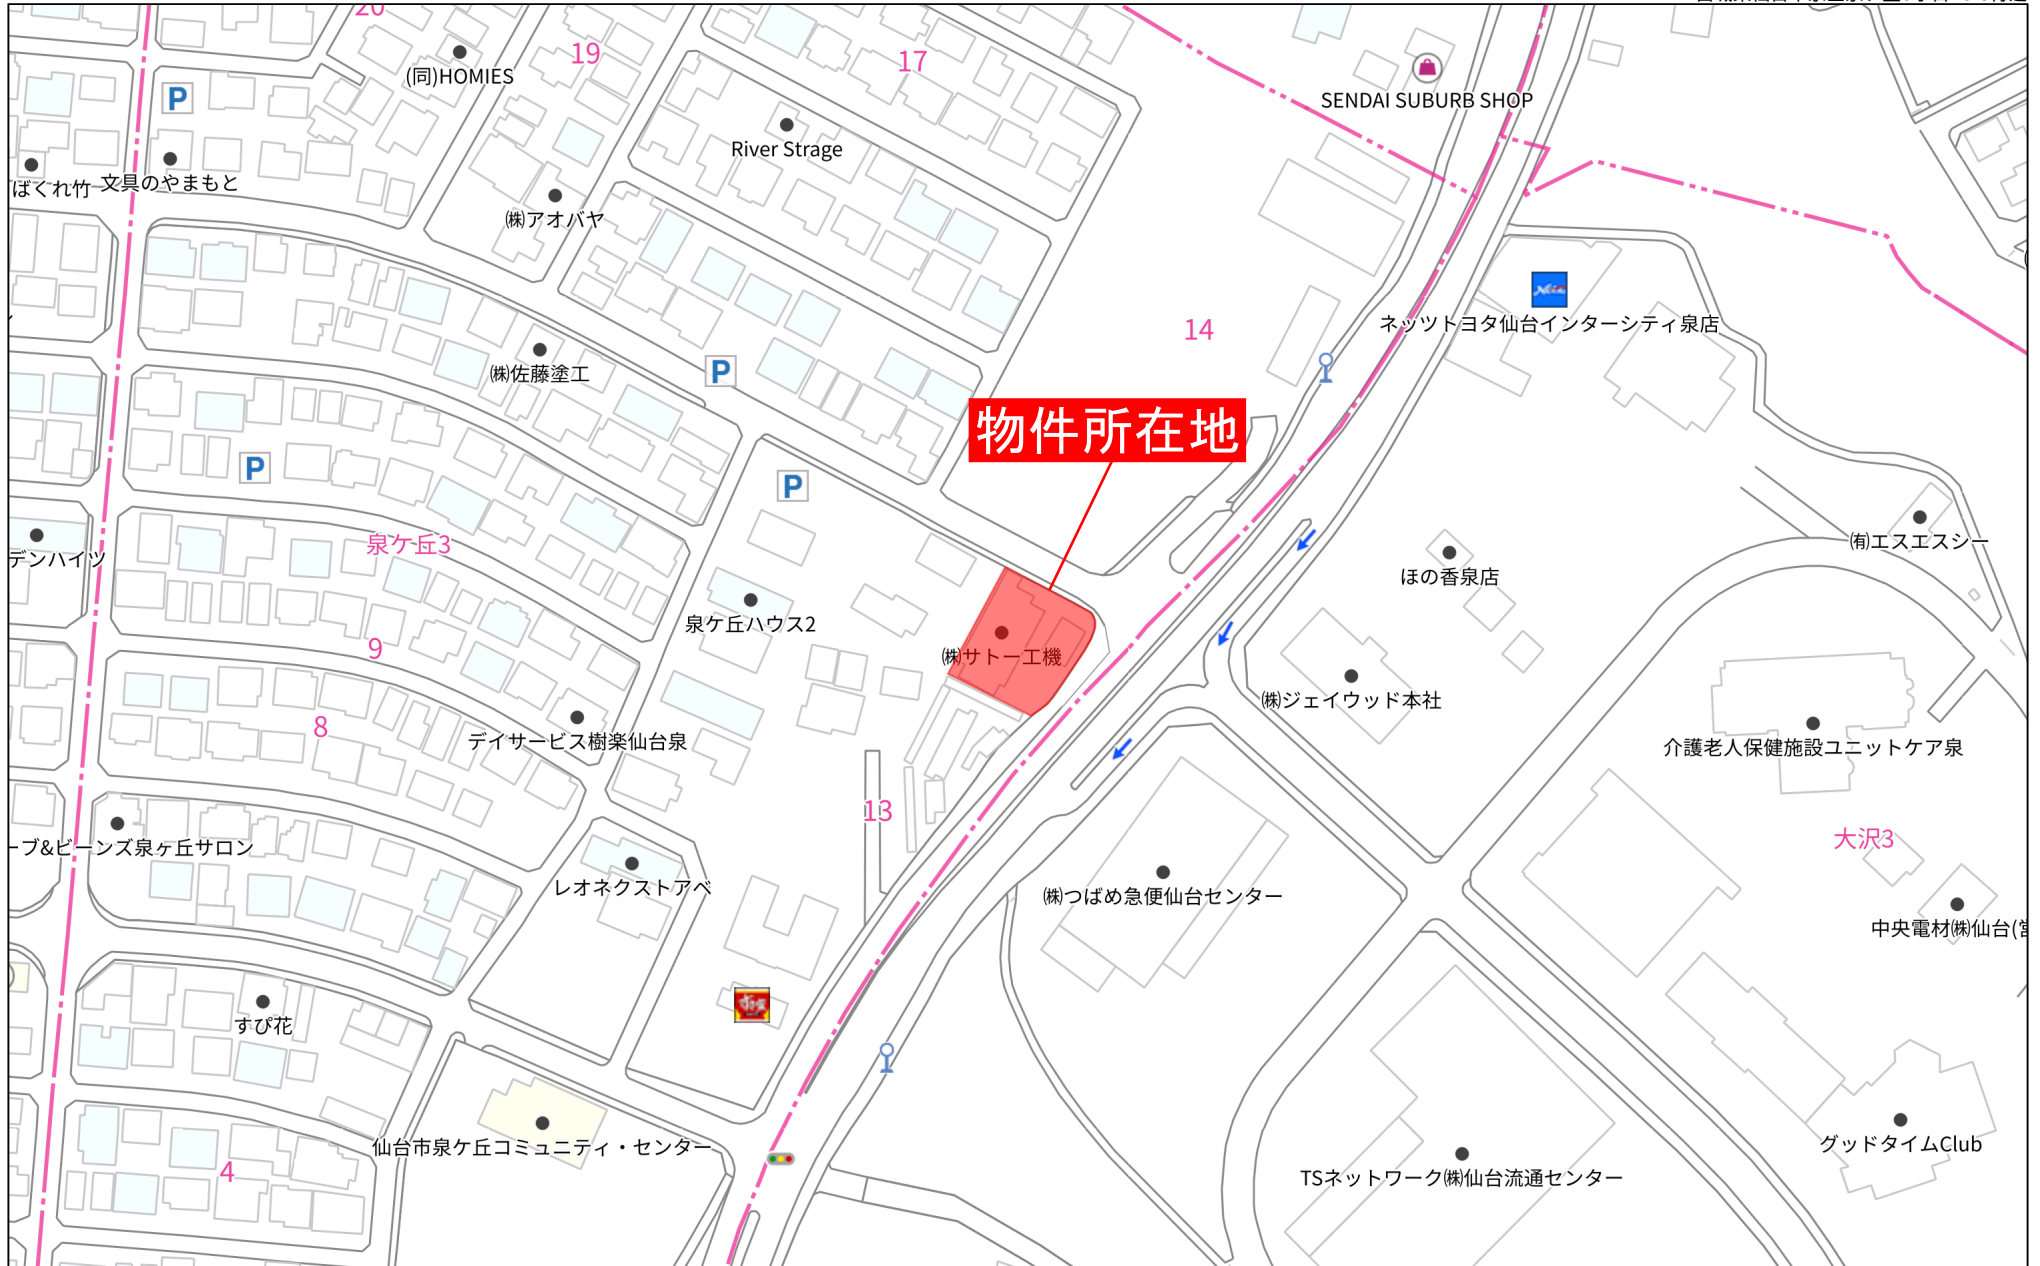 20
19
17
(同)HOMIES
SENDAI SUBURB SHOP
P
River Strage
ばくれ竹
文具のやまもと
㈱アオバヤ
14
ネッツトヨタ仙台インターシティ泉店
㈱佐藤塗工
P
物件所在地
P
P
泉ケ丘3
デンハイツ
㈲エスエスシー
ほの香泉店
泉ケ丘ハウス2
9
㈱サトー工機
㈱ジェイウッド本社
8
デイサービス樹楽仙台泉
介護老人保健施設ユニットケア泉
13
大沢3
ーブ&ビーンズ泉ヶ丘サロン
レオネクストアベ
㈱つばめ急便仙台センター
中央電材㈱仙台(営
すき家
すぴ花
仙台市泉ケ丘コミュニティ・センター
グッドタイムClub
4
TSネットワーク㈱仙台流通センター